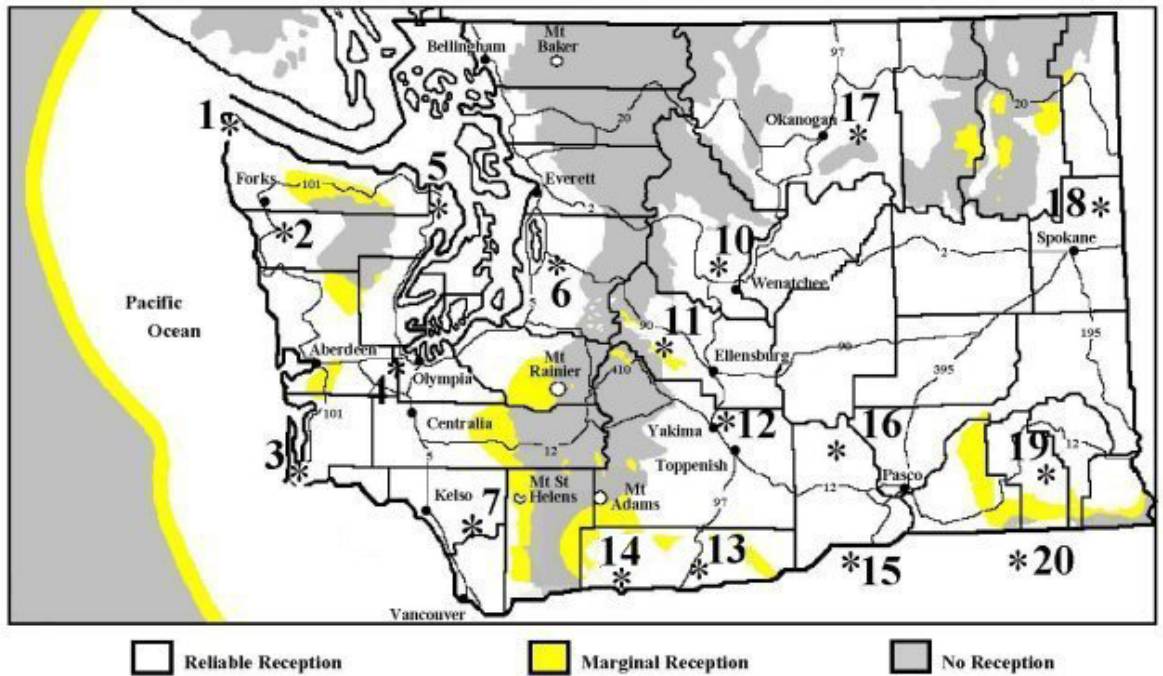 Mt
Baker
Bellingham
97
1
20
17
Okanogan
20
5
Forks
101
Everett
2
18
2
10
Spokane
2
Wenatchee
6
Pacific
Ocean
5
90
11
195
Aberdeen
Ellensburg
90
Mt
Rainier
410
395
4
Olympia
101
Centralia
12
16
Yakima
12
19
3
12
Toppenish
Pasco
5
Kelso
7
Mt St
Helens
Mt
Adams
97
12
14
13
15
20
Vancouver
Reliable Reception
Marginal Reception
No Reception